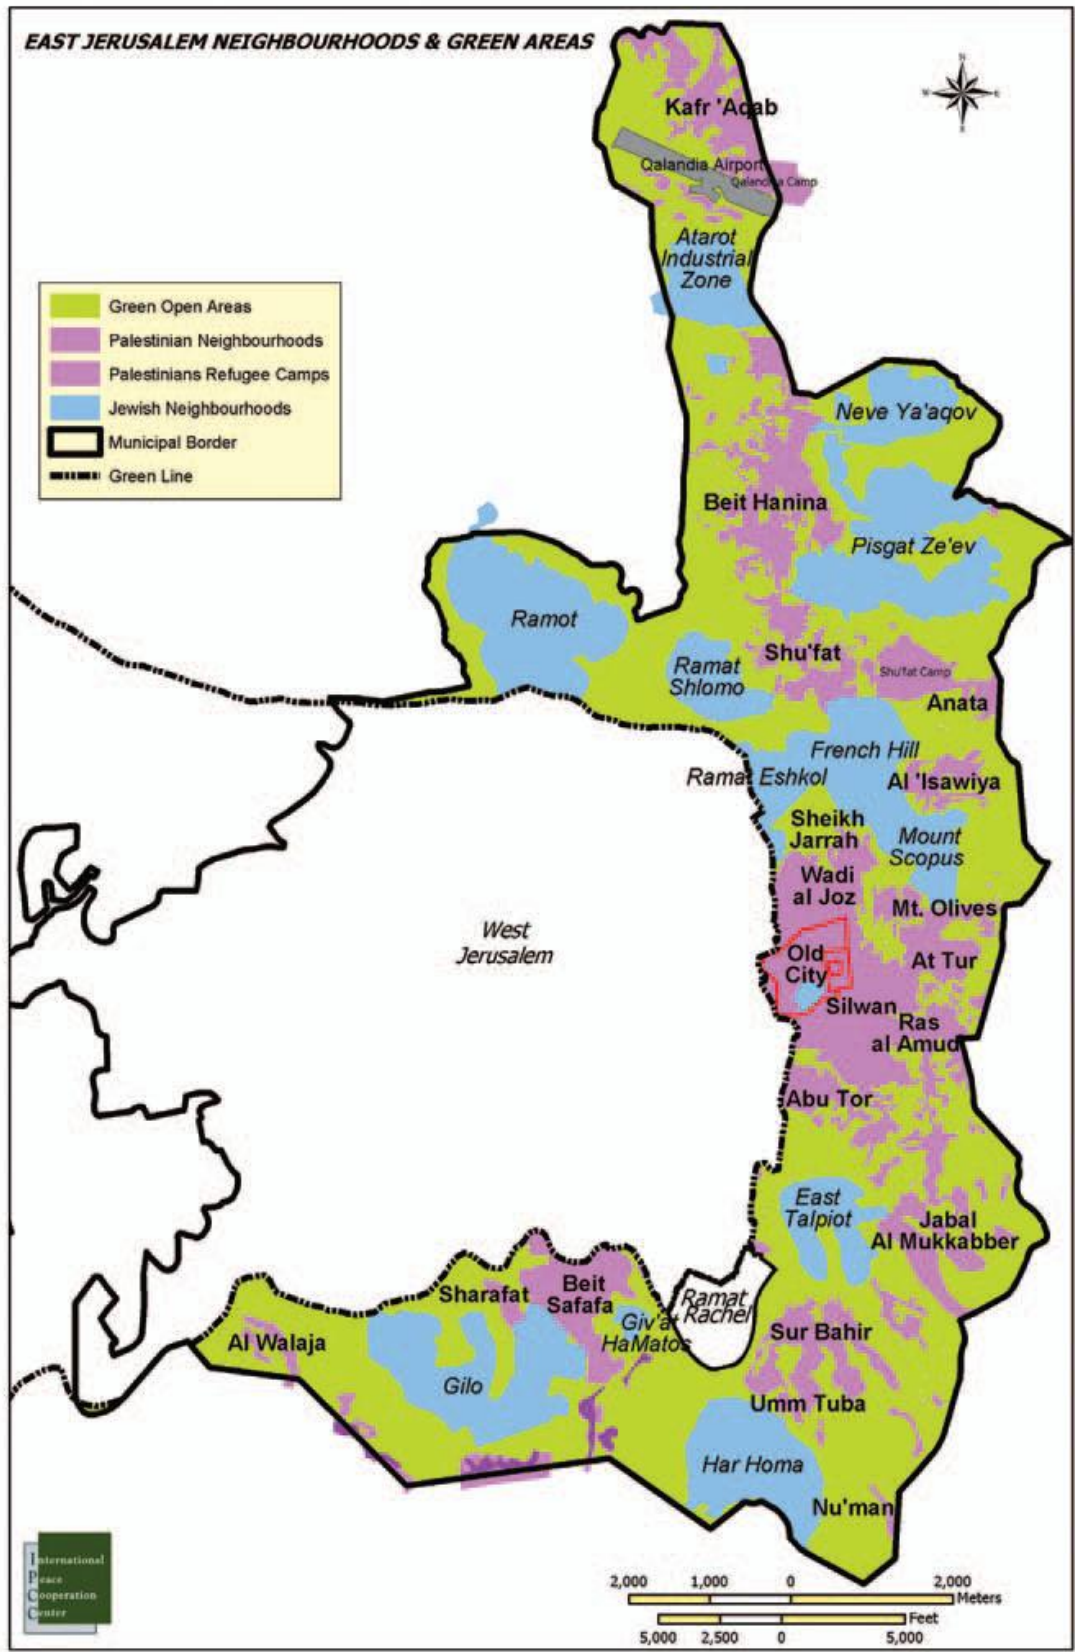 EAST JERUSALEM NEIGHBOURHOODS & GREEN AREAS
N
W
E
S
Kafr 'Aqab
Qalandia Airport
Qalandia Camp
Atarot
Industrial
Zone
Green Open Areas
Palestinian Neighbourhoods
Palestinians Refugee Camps
Jewish Neighbourhoods
Municipal Border
Green Line
Neve Ya'aqov
Beit Hanina
Pisgat Ze'ev
Ramot
Shu'fat
Ramat
Shlomo
Shu'fat Camp
Anata
French Hill
Ramat Eshkol
Al 'Isawiya
Sheikh
Jarrah
Mount
Scopus
Wadi
al Joz
Mt. Olives
West
Jerusalem
Old
City
At Tur
Silwan
Ras
al Amud
Abu Tor
East
Talpiot
Jabal
Al Mukkabber
Sharafat
Beit
Safafa
Ramat
Rachel
Giv'at
HaMatos
Al Walaja
Sur Bahir
Gilo
Umm Tuba
Har Homa
Nu'man
International
Peace
Cooperation
Center
2,000 1,000 0 2,000
Meters
Feet
5,000 2,500 0 5,000